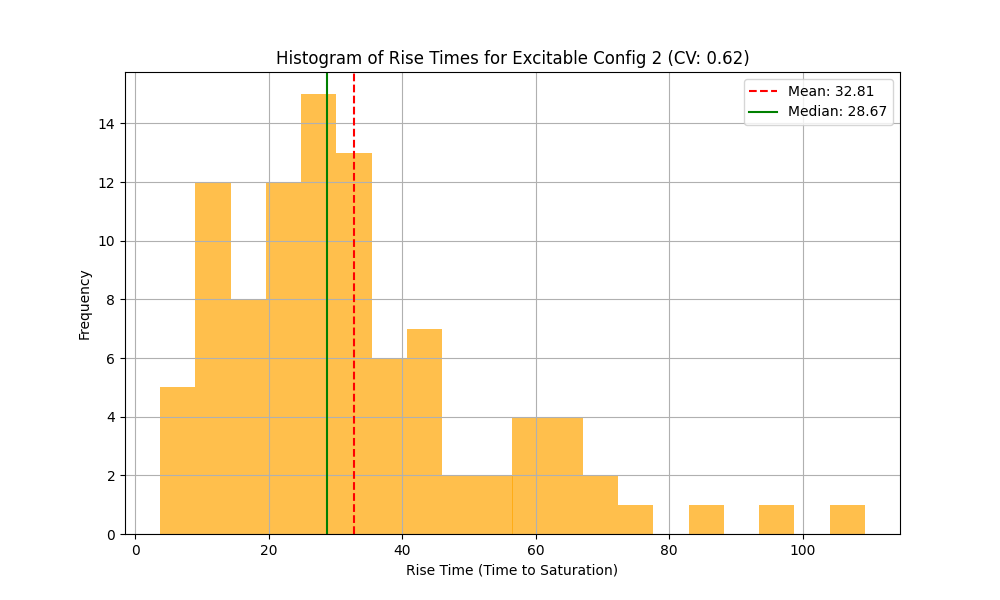 Histogram of Rise Times for Excitable Config 2 (CV: 0.62)
Mean: 32.81
Median: 28.67
14
12
10
8
6
4
2
0
Frequency
0 20 40 60 80 100
Rise Time (Time to Saturation)